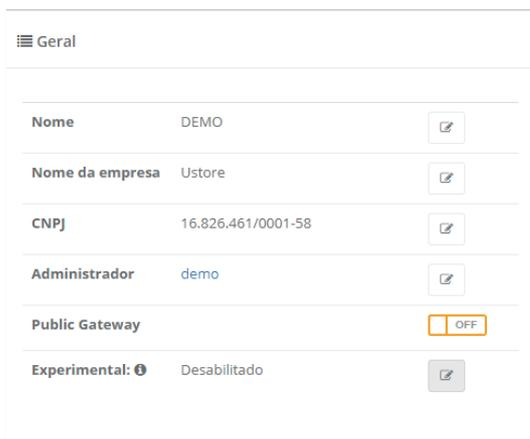 Geral
Nome DEMO
Nome da empresa Ustore
CNPJ 16.826.461/0001-58
Administrador demo
Public Gateway OFF
Experimental: Desabilitado